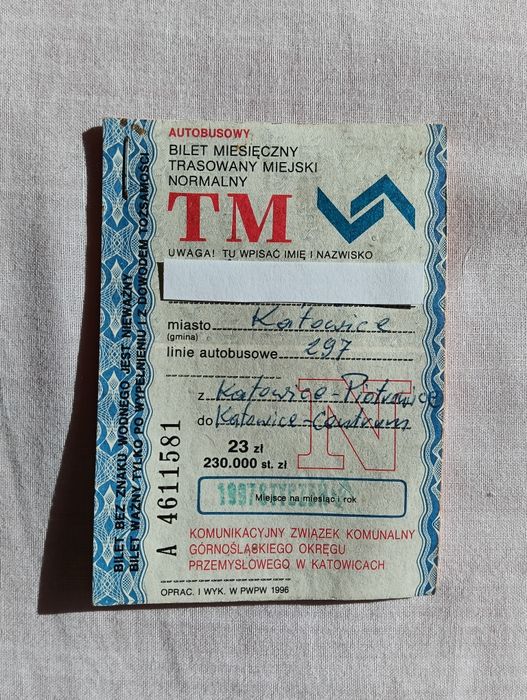 AUTOBUSOWY
BILET MIESIĘCZNY
TRASOWANY MIEJSKI
NORMALNY
TM
UWAGA! TU WPISAĆ IMIĘ I NAZWISKO
miasto Katowice
(gmina)
linie autobusowe 297
z Katowice-Piotrowice
do Katowice-Centrum
N
23 zł
230.000 st. zł
1997 STYCZEŃ
Miejsce na miesiąc i rok
KOMUNIKACYJNY ZWIĄZEK KOMUNALNY
GÓRNOŚLĄSKIEGO OKRĘGU
PRZEMYSŁOWEGO W KATOWICACH
OPRAC. I WYK. W PWPW 1996
A 4611581
BILET BEZ ZNAKU WODNEGO JEST NIEWAŻNY
BILET WAŻNY TYLKO PO WYPEŁNIENIU I Z DOWODEM TOŻSAMOŚCI